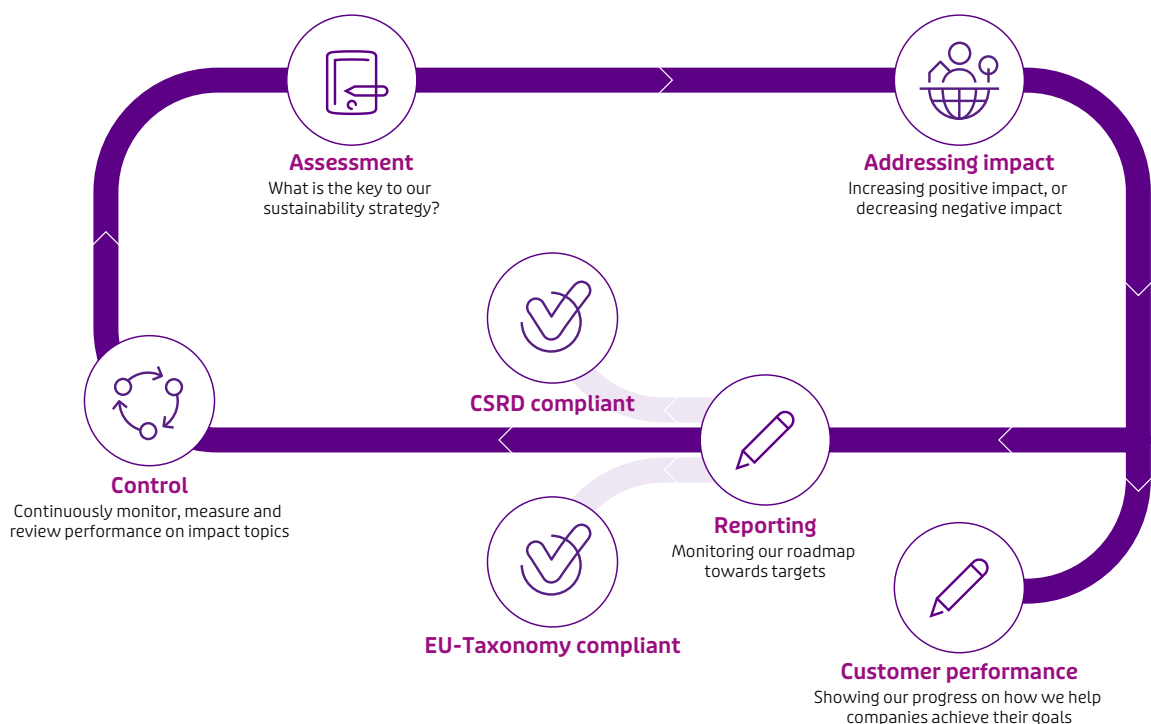 Assessment
What is the key to our
sustainability strategy?
Addressing impact
Increasing positive impact, or
decreasing negative impact
CSRD compliant
Control
Continuously monitor, measure and
review performance on impact topics
Reporting
Monitoring our roadmap
towards targets
EU-Taxonomy compliant
Customer performance
Showing our progress on how we help
companies achieve their goals